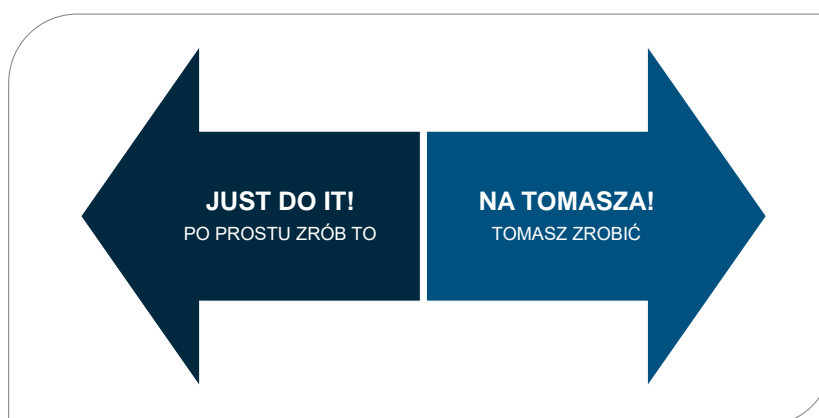 JUST DO IT!
PO PROSTU ZRÓB TO
NA TOMASZA!
TOMASZ ZROBIĆ